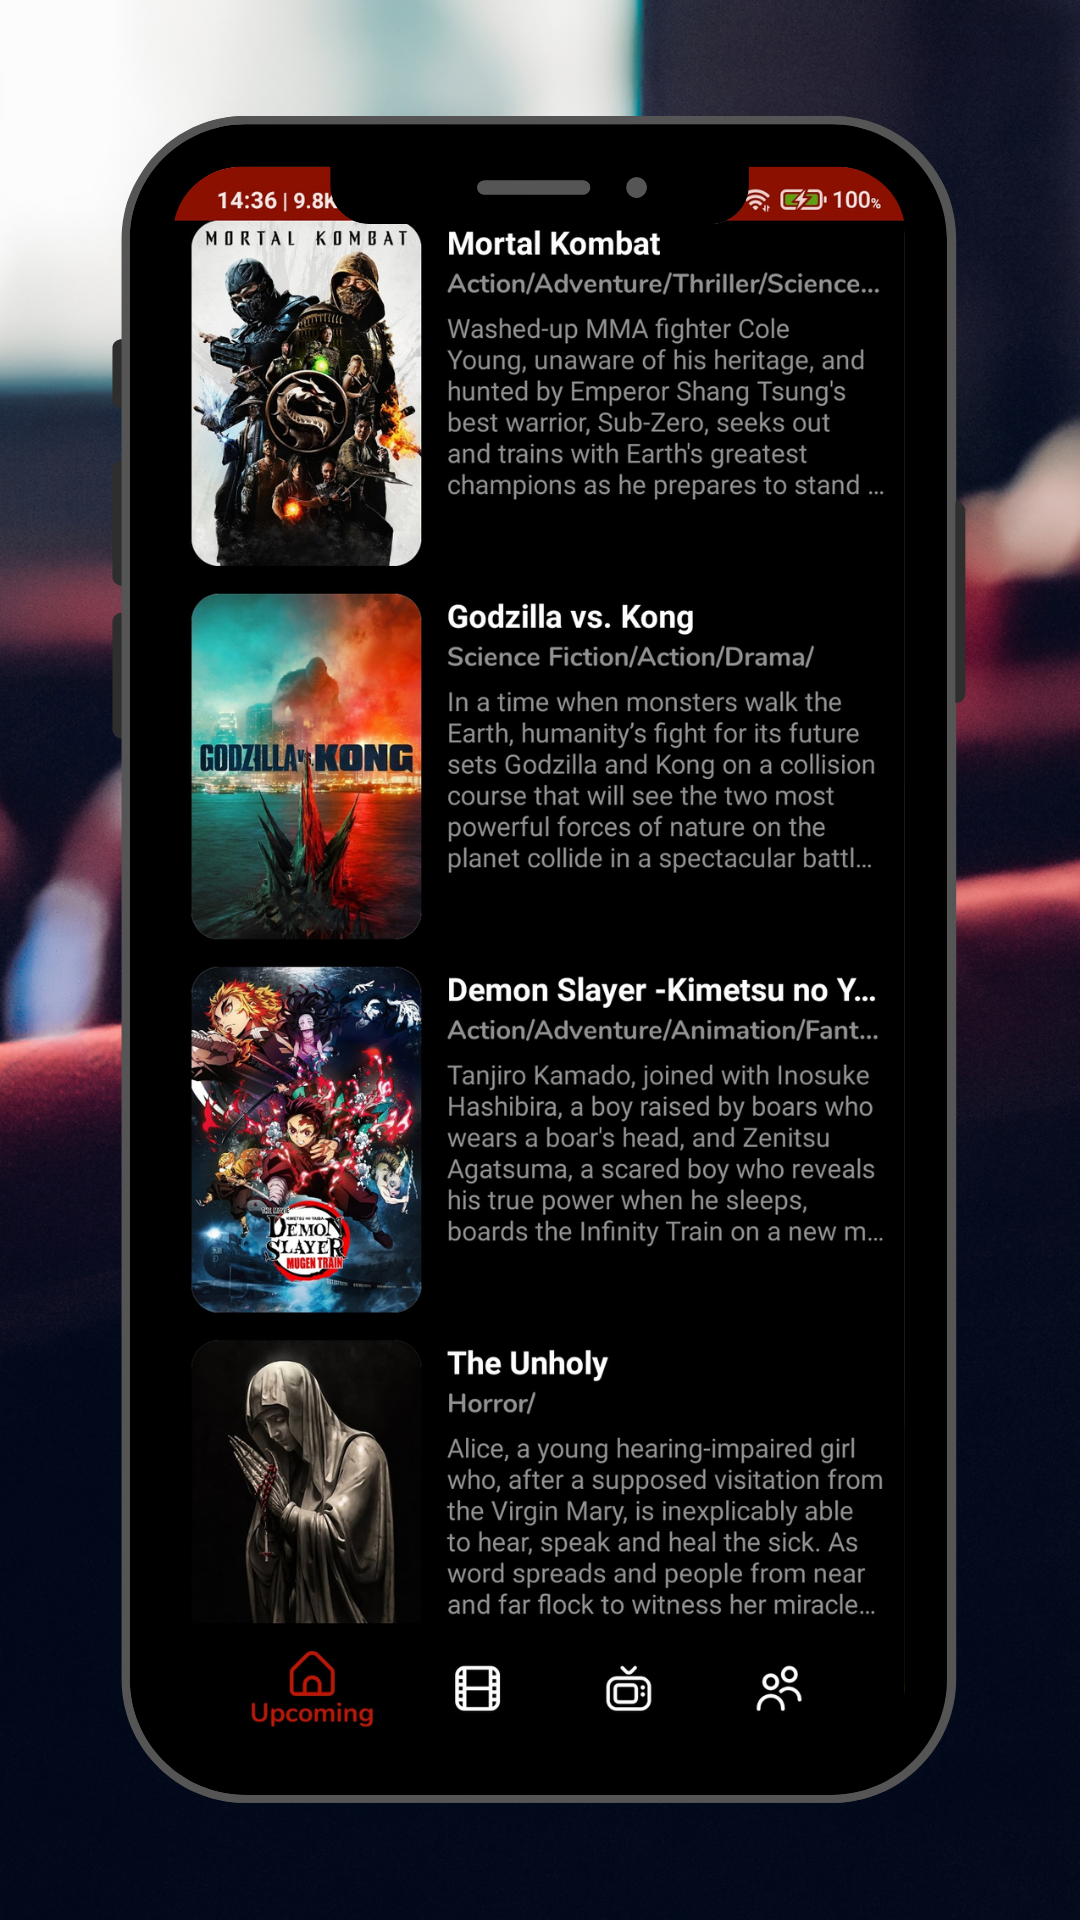 14:36 | 9.8K
100%
MORTAL KOMBAT
Mortal Kombat
Action/Adventure/Thriller/Science...
Washed-up MMA fighter Cole
Young, unaware of his heritage, and
hunted by Emperor Shang Tsung's
best warrior, Sub-Zero, seeks out
and trains with Earth's greatest
champions as he prepares to stand ...
GODZILLA vs. KONG
Godzilla vs. Kong
Science Fiction/Action/Drama/
In a time when monsters walk the
Earth, humanity’s fight for its future
sets Godzilla and Kong on a collision
course that will see the two most
powerful forces of nature on the
planet collide in a spectacular battl...
THE MOVIE
KIMETSU NO YAIBA
DEMON
SLAYER
MUGEN TRAIN
Demon Slayer -Kimetsu no Y...
Action/Adventure/Animation/Fant...
Tanjiro Kamado, joined with Inosuke
Hashibira, a boy raised by boars who
wears a boar's head, and Zenitsu
Agatsuma, a scared boy who reveals
his true power when he sleeps,
boards the Infinity Train on a new m...
The Unholy
Horror/
Alice, a young hearing-impaired girl
who, after a supposed visitation from
the Virgin Mary, is inexplicably able
to hear, speak and heal the sick. As
word spreads and people from near
and far flock to witness her miracle...
Upcoming